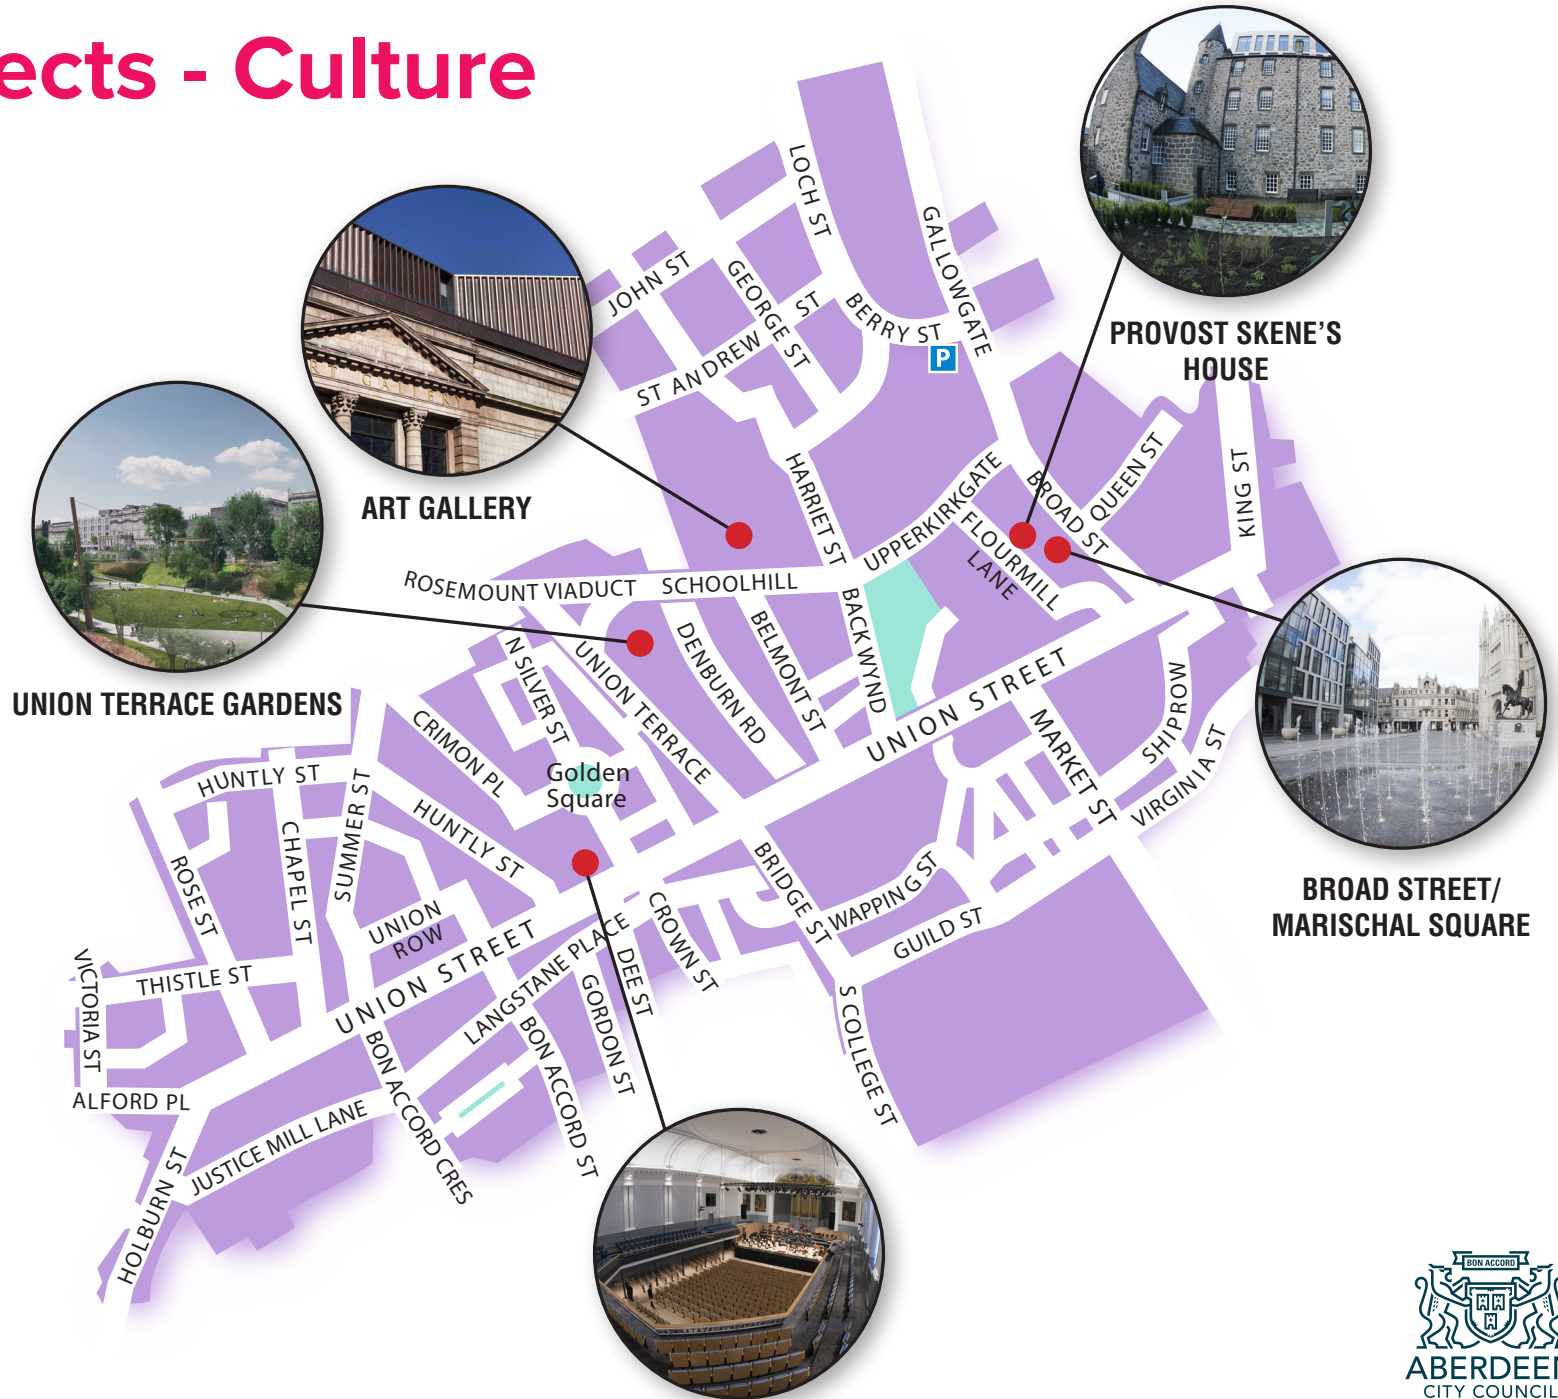 ects - Culture
LOCH ST
GALLOWGATE
JOHN ST
GEORGE ST
ST ANDREW ST
BERRY ST
P
PROVOST SKENE'S
HOUSE
ART GALLERY
ART GALLERY
HARRIET ST
UPPERKIRKGATE
BROAD ST
QUEEN ST
KING ST
FLOURMILL
LANE
ROSEMOUNT VIADUCT
SCHOOLHILL
BACK WYND
BELMONT ST
DENBURN RD
UNION TERRACE
N SILVER ST
UNION TERRACE GARDENS
CRIMON PL
Golden
Square
UNION STREET
MARKET ST
SHIPROW
VIRGINIA ST
HUNTLY ST
HUNTLY ST
SUMMER ST
CHAPEL ST
ROSE ST
UNION
ROW
BRIDGE ST
WAPPING ST
GUILD ST
CROWN ST
BROAD STREET/
MARISCHAL SQUARE
UNION STREET
LANGSTANE PLACE
DEE ST
GORDON ST
BON ACCORD ST
BON ACCORD CRES
S COLLEGE ST
THISTLE ST
VICTORIA ST
ALFORD PL
JUSTICE MILL LANE
HOLBURN ST
BON ACCORD
ABERDEEN
CITY COUNCIL